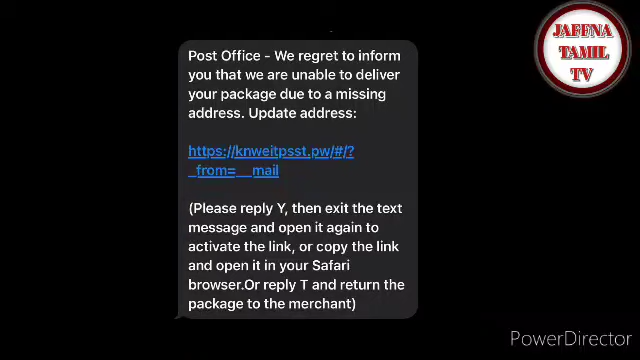 JAFFNA
TAMIL
TV
Post Office - We regret to inform
you that we are unable to deliver
your package due to a missing
address. Update address:
https://knweitpsst.pw/#/?
_from=__mail
(Please reply Y, then exit the text
message and open it again to
activate the link, or copy the link
and open it in your Safari
browser.Or reply T and return the
package to the merchant)
PowerDirector